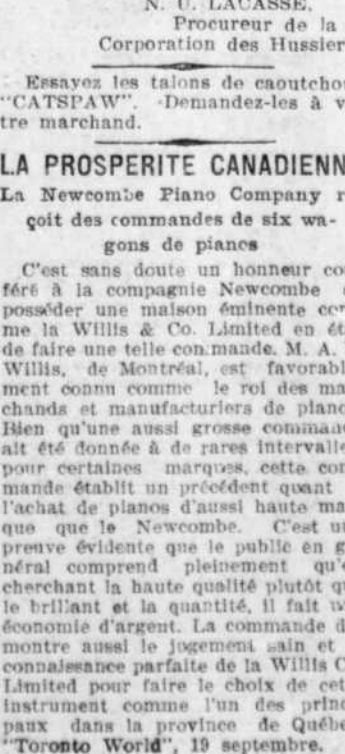 N. U. LACASSE,
Procureur de la
Corporation des Hussier
Essayez les talons de caoutcho
"CATSPAW". Demandez-les à v
tre marchand.
LA PROSPERITE CANADIENN
La Newcombe Piano Company r
çoit des commandes de six wa-
gons de pianos
C'est sans doute un honneur co
féré à la compagnie Newcombe
posséder une maison éminente co
me la Willis & Co. Limited en ét
de faire une telle commande. M. A.
Willis, de Montréal, est favorabl
ment connu comme le roi des ma
chands et manufacturiers de piano
Bien qu'une aussi grosse comman
ait été donnée à de rares intervalle
pour certaines marques, cette com
mande établit un précédent quant
l'achat de pianos d'aussi haute ma
que que le Newcombe. C'est u
preuve évidente que le public en g
néral comprend pleinement qu'e
cherchant la haute qualité plutôt qu
le brillant et la quantité, il fait u
économie d'argent. La commande d
montre aussi le jogement sain et
connaissance parfaite de la Willis C
Limited pour faire le choix de cet
instrument comme l'un des princ
paux dans la province de Québe
"Toronto World", 19 septembre.